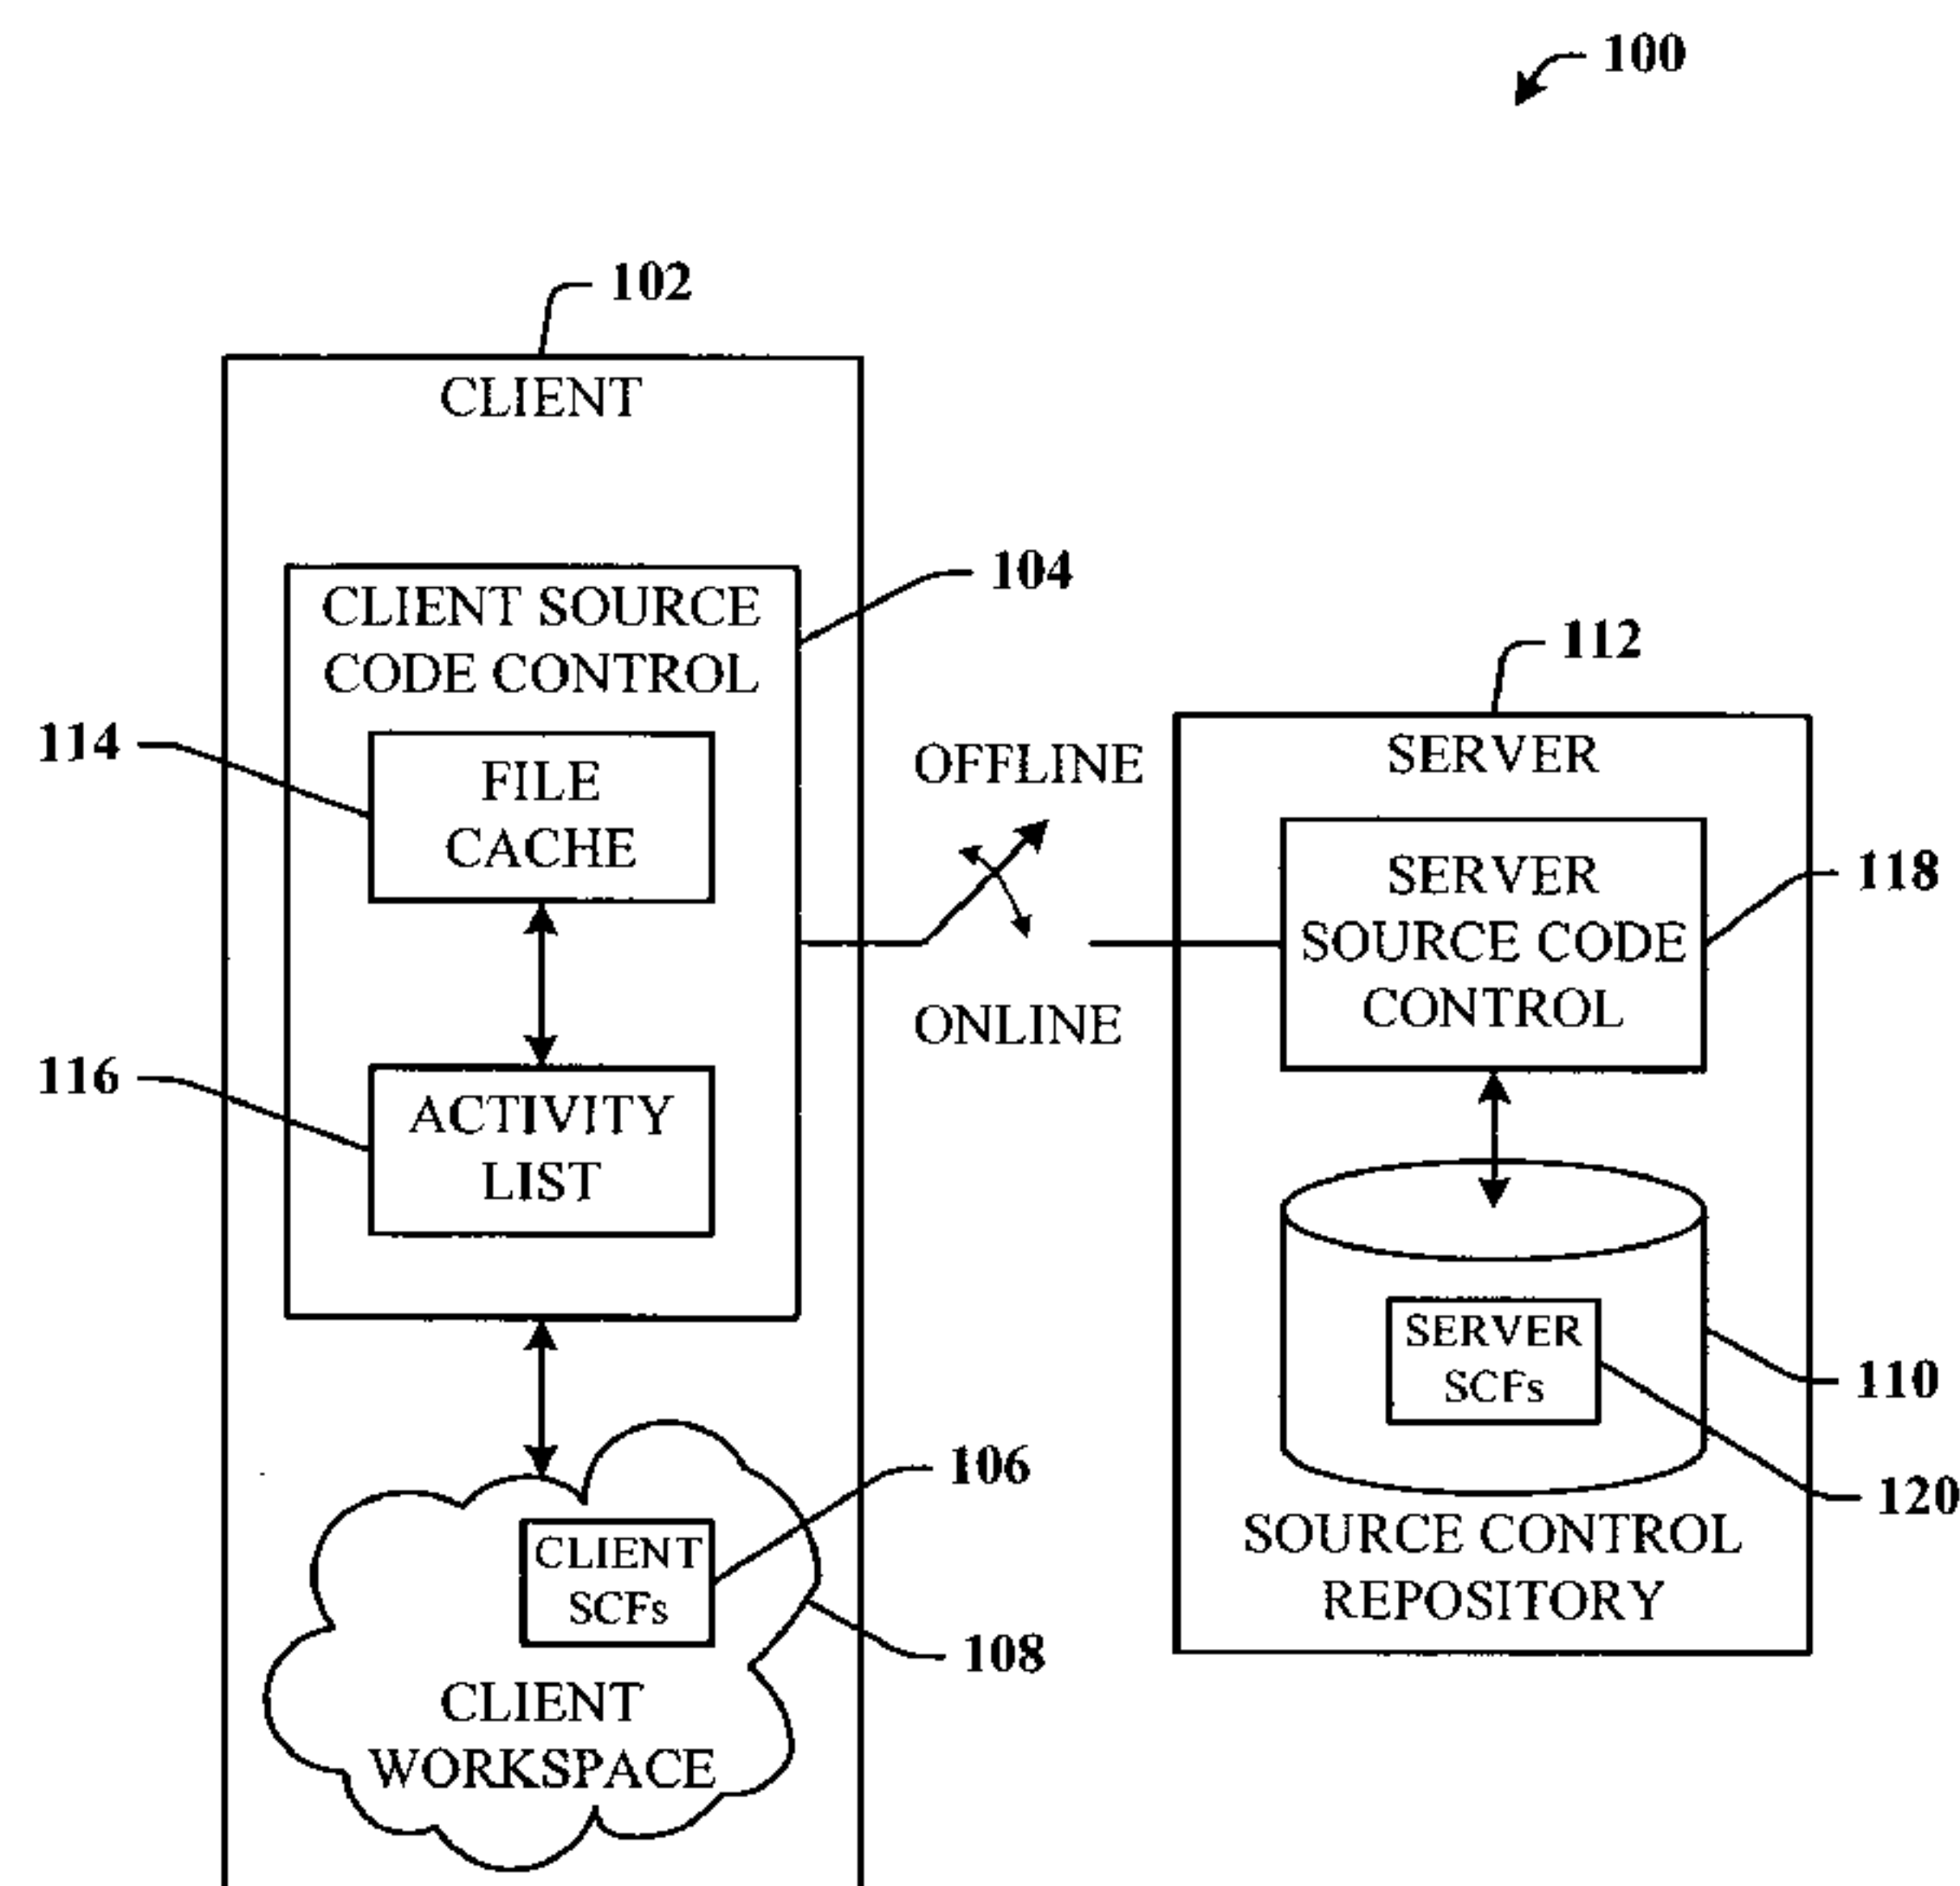 100
102
CLIENT
CLIENT SOURCE
CODE CONTROL
104
114
FILE
CACHE
116
ACTIVITY
LIST
OFFLINE
ONLINE
112
SERVER
SERVER
SOURCE CODE
CONTROL
118
SERVER
SCFs
110
120
SOURCE CONTROL
REPOSITORY
CLIENT
SCFs
106
108
CLIENT
WORKSPACE